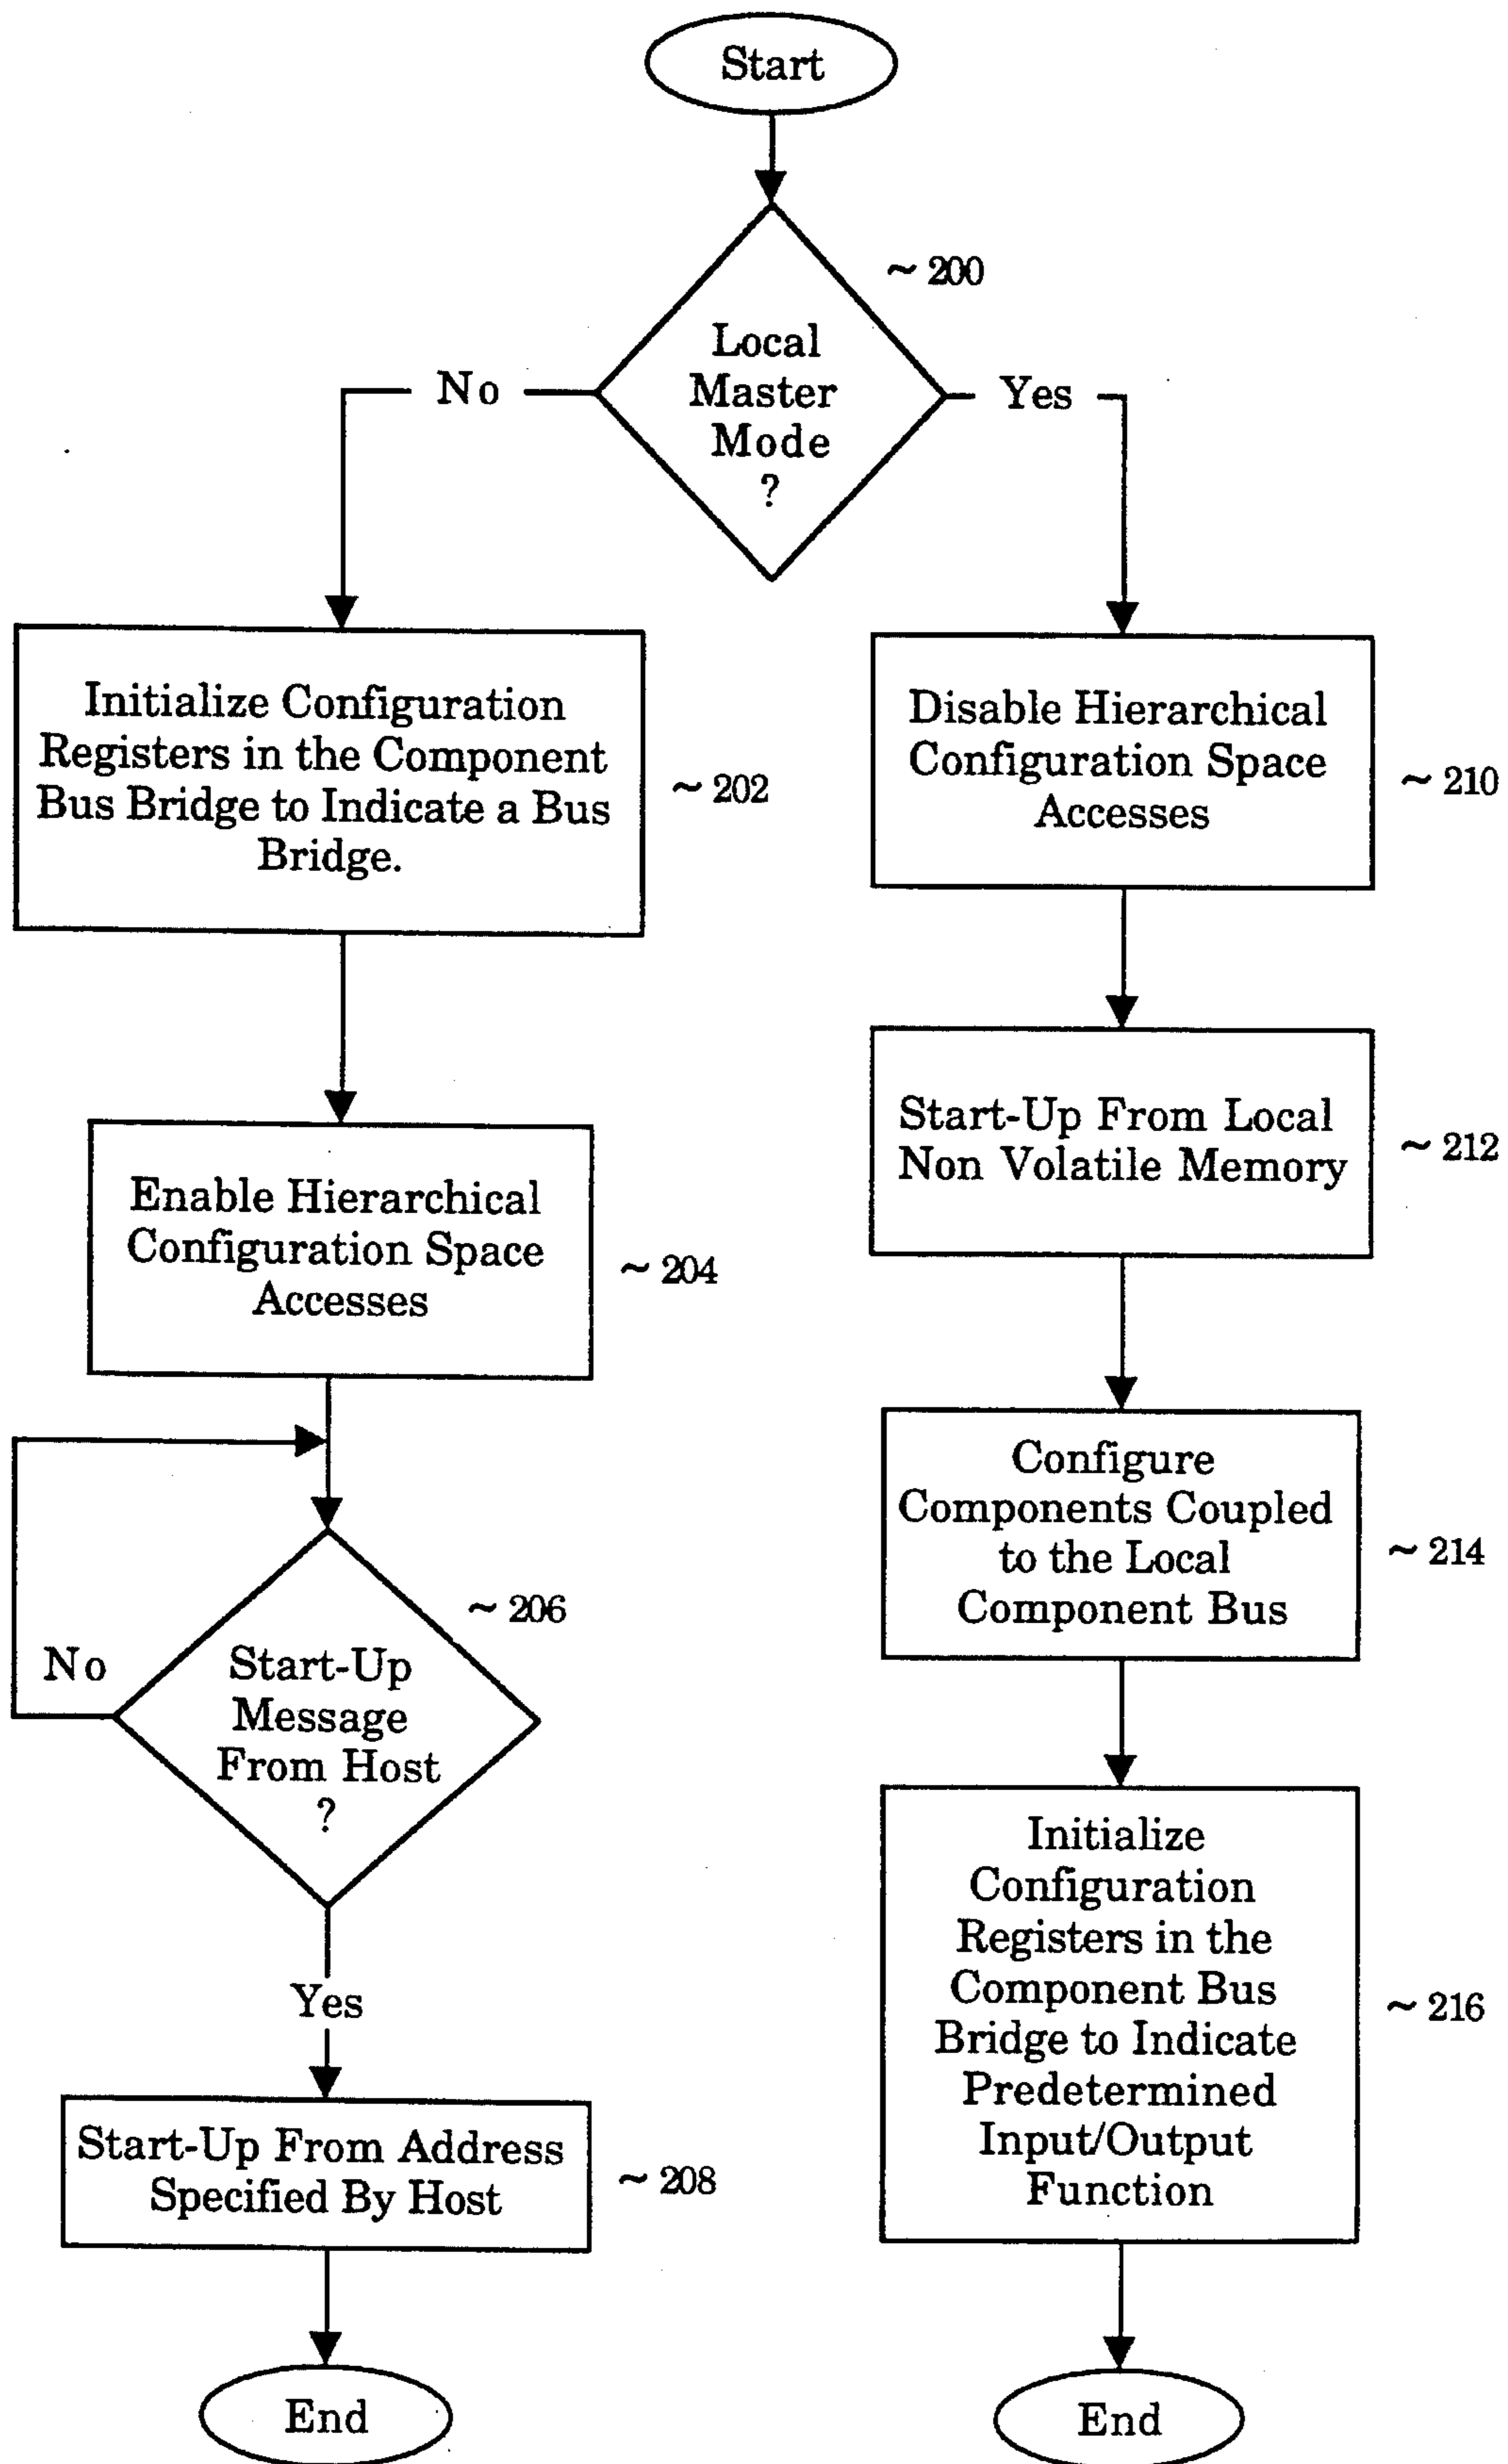 Start
~ 200
Local
Master
Mode
?
No
Yes
Initialize Configuration
Registers in the Component
Bus Bridge to Indicate a Bus
Bridge.
~ 202
Disable Hierarchical
Configuration Space
Accesses
~ 210
Enable Hierarchical
Configuration Space
Accesses
~ 204
Start-Up From Local
Non Volatile Memory
~ 212
Configure
Components Coupled
to the Local
Component Bus
~ 214
~ 206
No
Start-Up
Message
From Host
?
Yes
Initialize
Configuration
Registers in the
Component Bus
Bridge to Indicate
Predetermined
Input/Output
Function
~ 216
Start-Up From Address
Specified By Host
~ 208
End
End